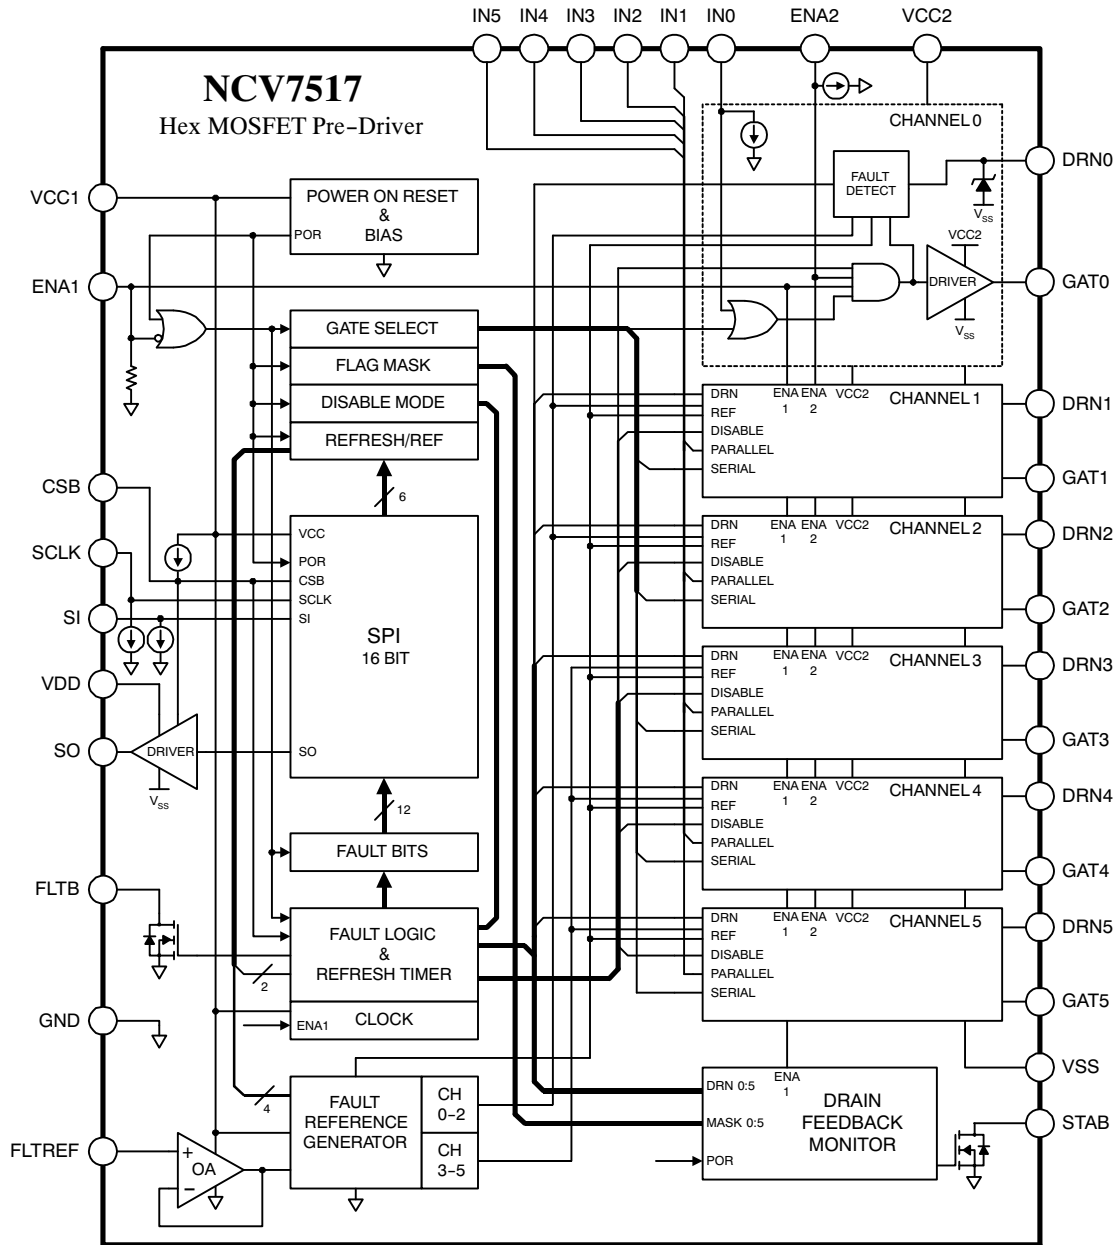 IN5 IN4 IN3 IN2 IN1 IN0 ENA2 VCC2
NCV7517
Hex MOSFET Pre-Driver
CHANNEL 0
DRN0
FAULT
DETECT
VSS
VCC2
DRIVER
VSS
GAT0
VCC1
POWER ON RESET
&
BIAS
POR
ENA1
GATE SELECT
FLAG MASK
DISABLE MODE
REFRESH/REF
6
CSB
SCLK
SI
VDD
SO
DRIVER
VSS
VCC
POR
CSB
SCLK
SI
SPI
16 BIT
SO
12
FAULT BITS
FLTB
FAULT LOGIC
&
REFRESH TIMER
2
GND
ENA1
CLOCK
4
FAULT
REFERENCE
GENERATOR
CH
0-2
CH
3-5
FLTREF
+
OA
−
DRN
REF
DISABLE
PARALLEL
SERIAL
ENA
1
ENA
2
VCC2
CHANNEL 1
DRN1
GAT1
DRN
REF
DISABLE
PARALLEL
SERIAL
ENA
1
ENA
2
VCC2
CHANNEL 2
DRN2
GAT2
DRN
REF
DISABLE
PARALLEL
SERIAL
ENA
1
ENA
2
VCC2
CHANNEL 3
DRN3
GAT3
DRN
REF
DISABLE
PARALLEL
SERIAL
ENA
1
ENA
2
VCC2
CHANNEL 4
DRN4
GAT4
DRN
REF
DISABLE
PARALLEL
SERIAL
ENA
1
ENA
2
VCC2
CHANNEL 5
DRN5
GAT5
VSS
DRN 0:5
MASK 0:5
POR
ENA
1
DRAIN
FEEDBACK
MONITOR
STAB